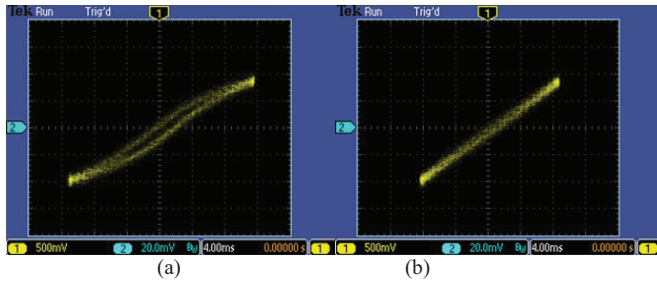 Tek Run Trig'd 1
2
1 500mV 2 20.0mV BW 4.00ms 0.00000 s 1
(a)
Tek Run Trig'd 1
2
1 500mV 2 20.0mV BW 4.00ms 0.00000 s 1
(b)